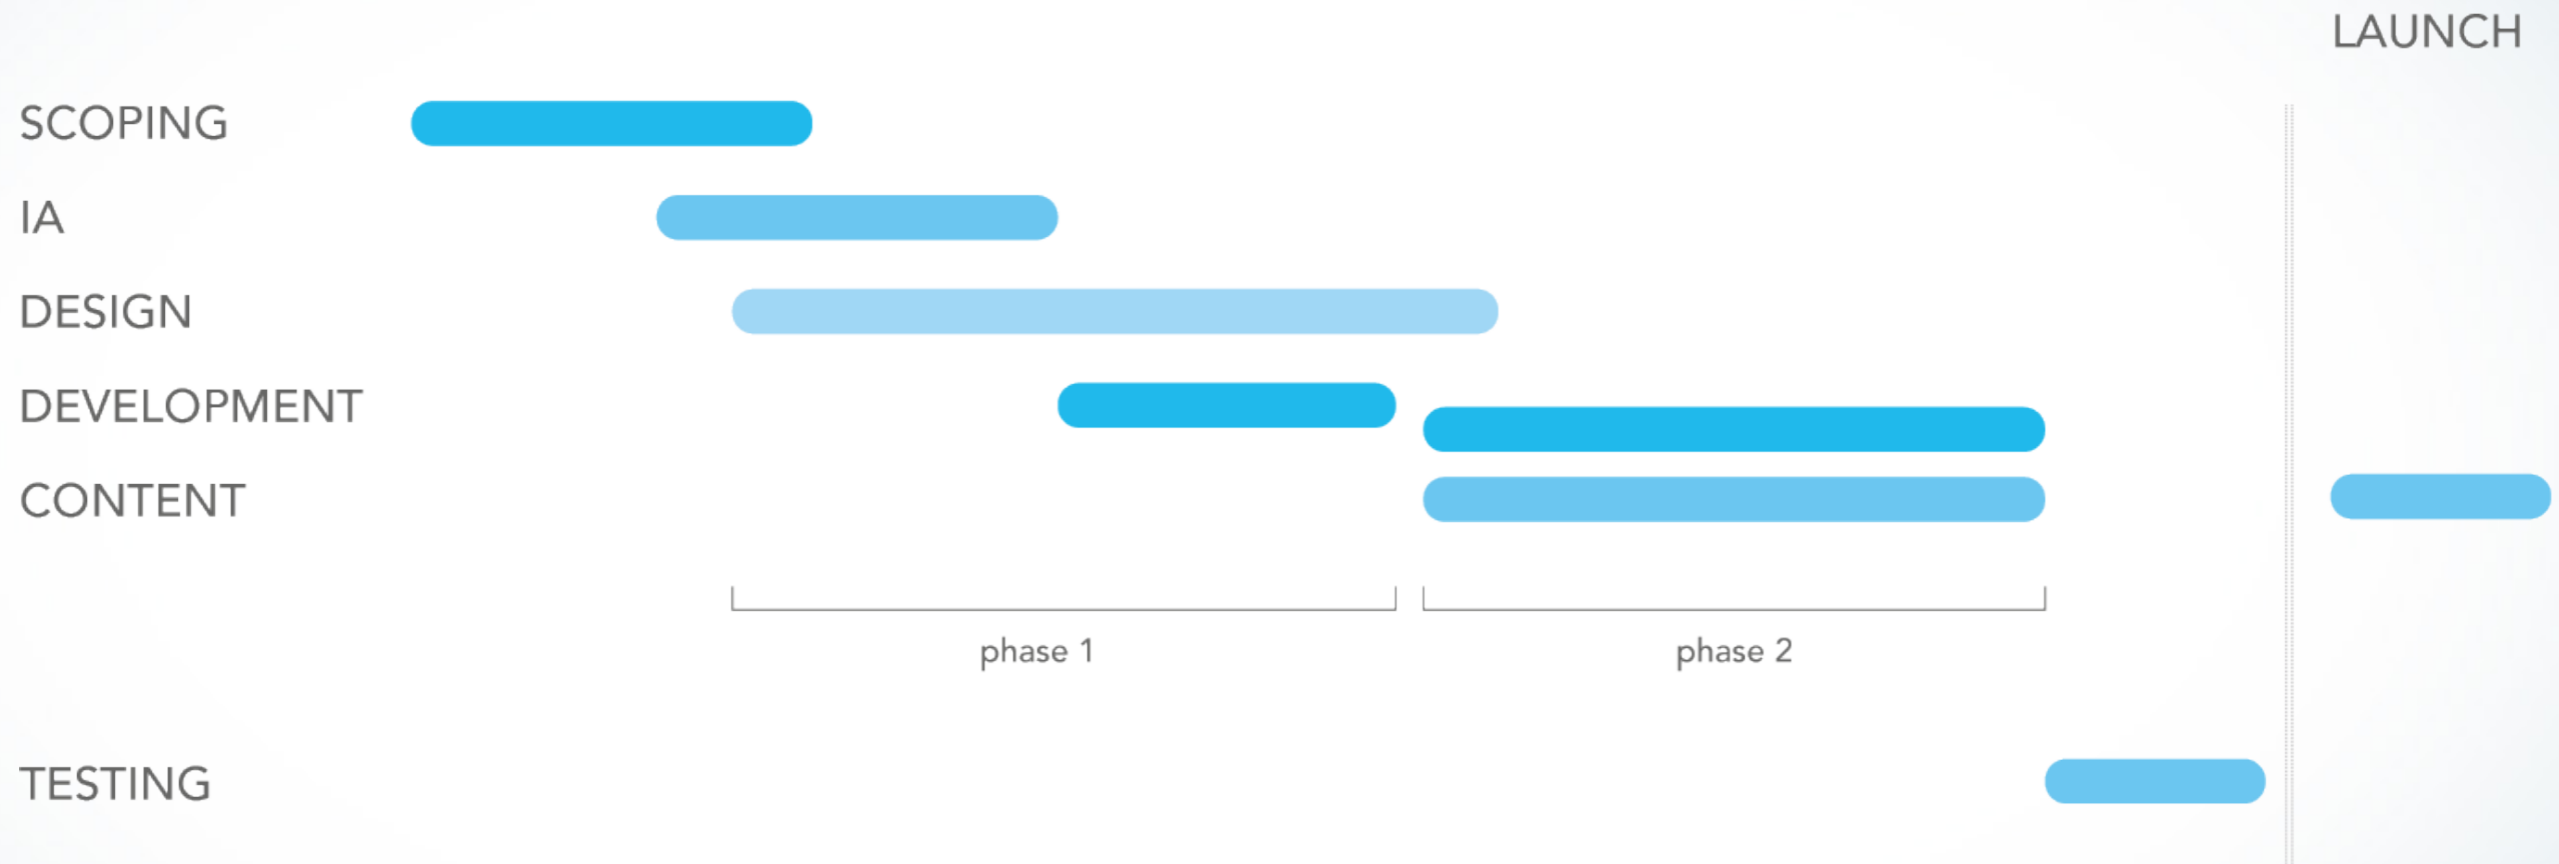 LAUNCH
SCOPING
IA
DESIGN
DEVELOPMENT
CONTENT
phase 1
phase 2
TESTING